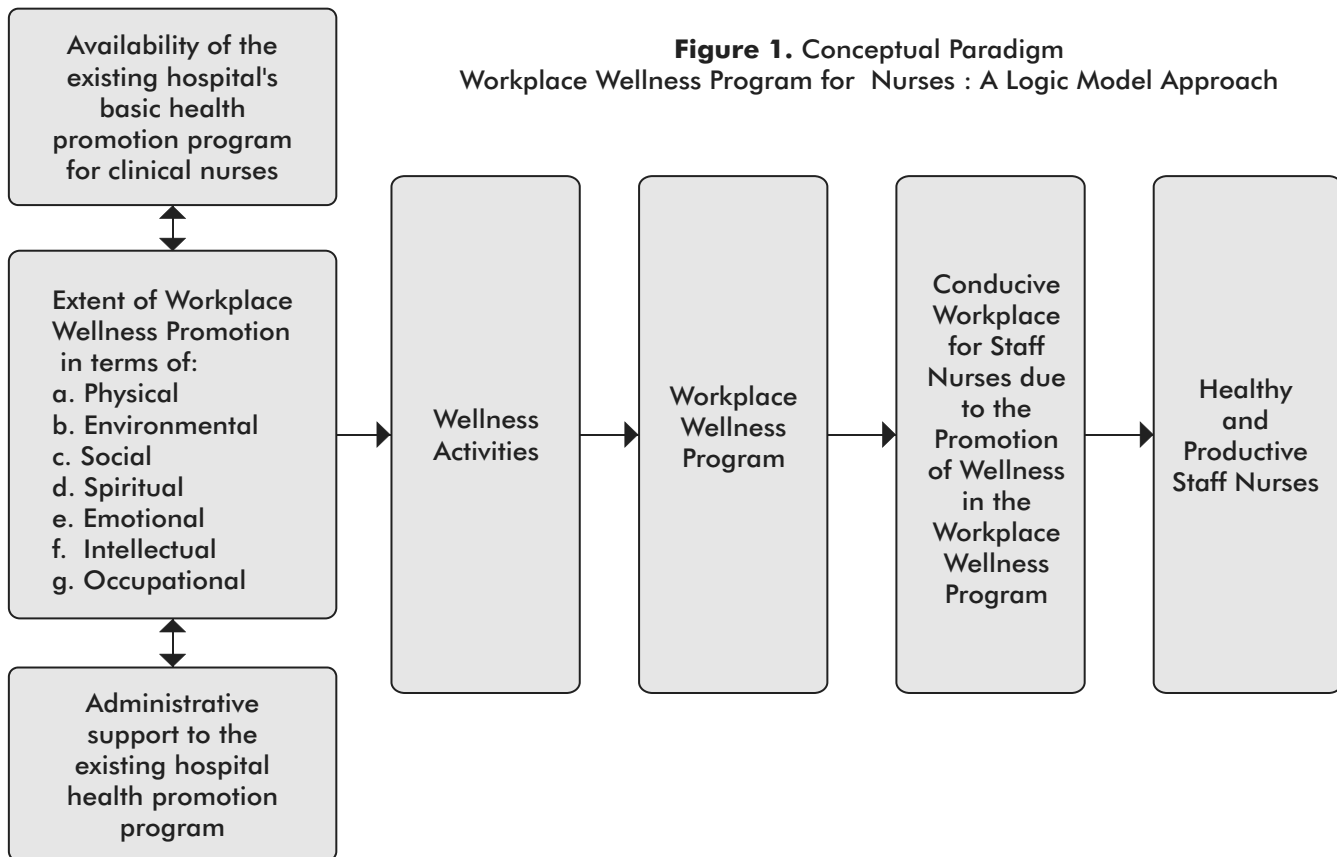 Availability of the
existing hospital's
basic health
promotion program
for clinical nurses
Figure 1. Conceptual Paradigm
Workplace Wellness Program for Nurses : A Logic Model Approach
Extent of Workplace
Wellness Promotion
in terms of:
a. Physical
b. Environmental
c. Social
d. Spiritual
e. Emotional
f. Intellectual
g. Occupational
Administrative
support to the
existing hospital
health promotion
program
Wellness
Activities
Workplace
Wellness
Program
Conducive
Workplace
for Staff
Nurses due
to the
Promotion
of Wellness
in the
Workplace
Wellness
Program
Healthy
and
Productive
Staff Nurses